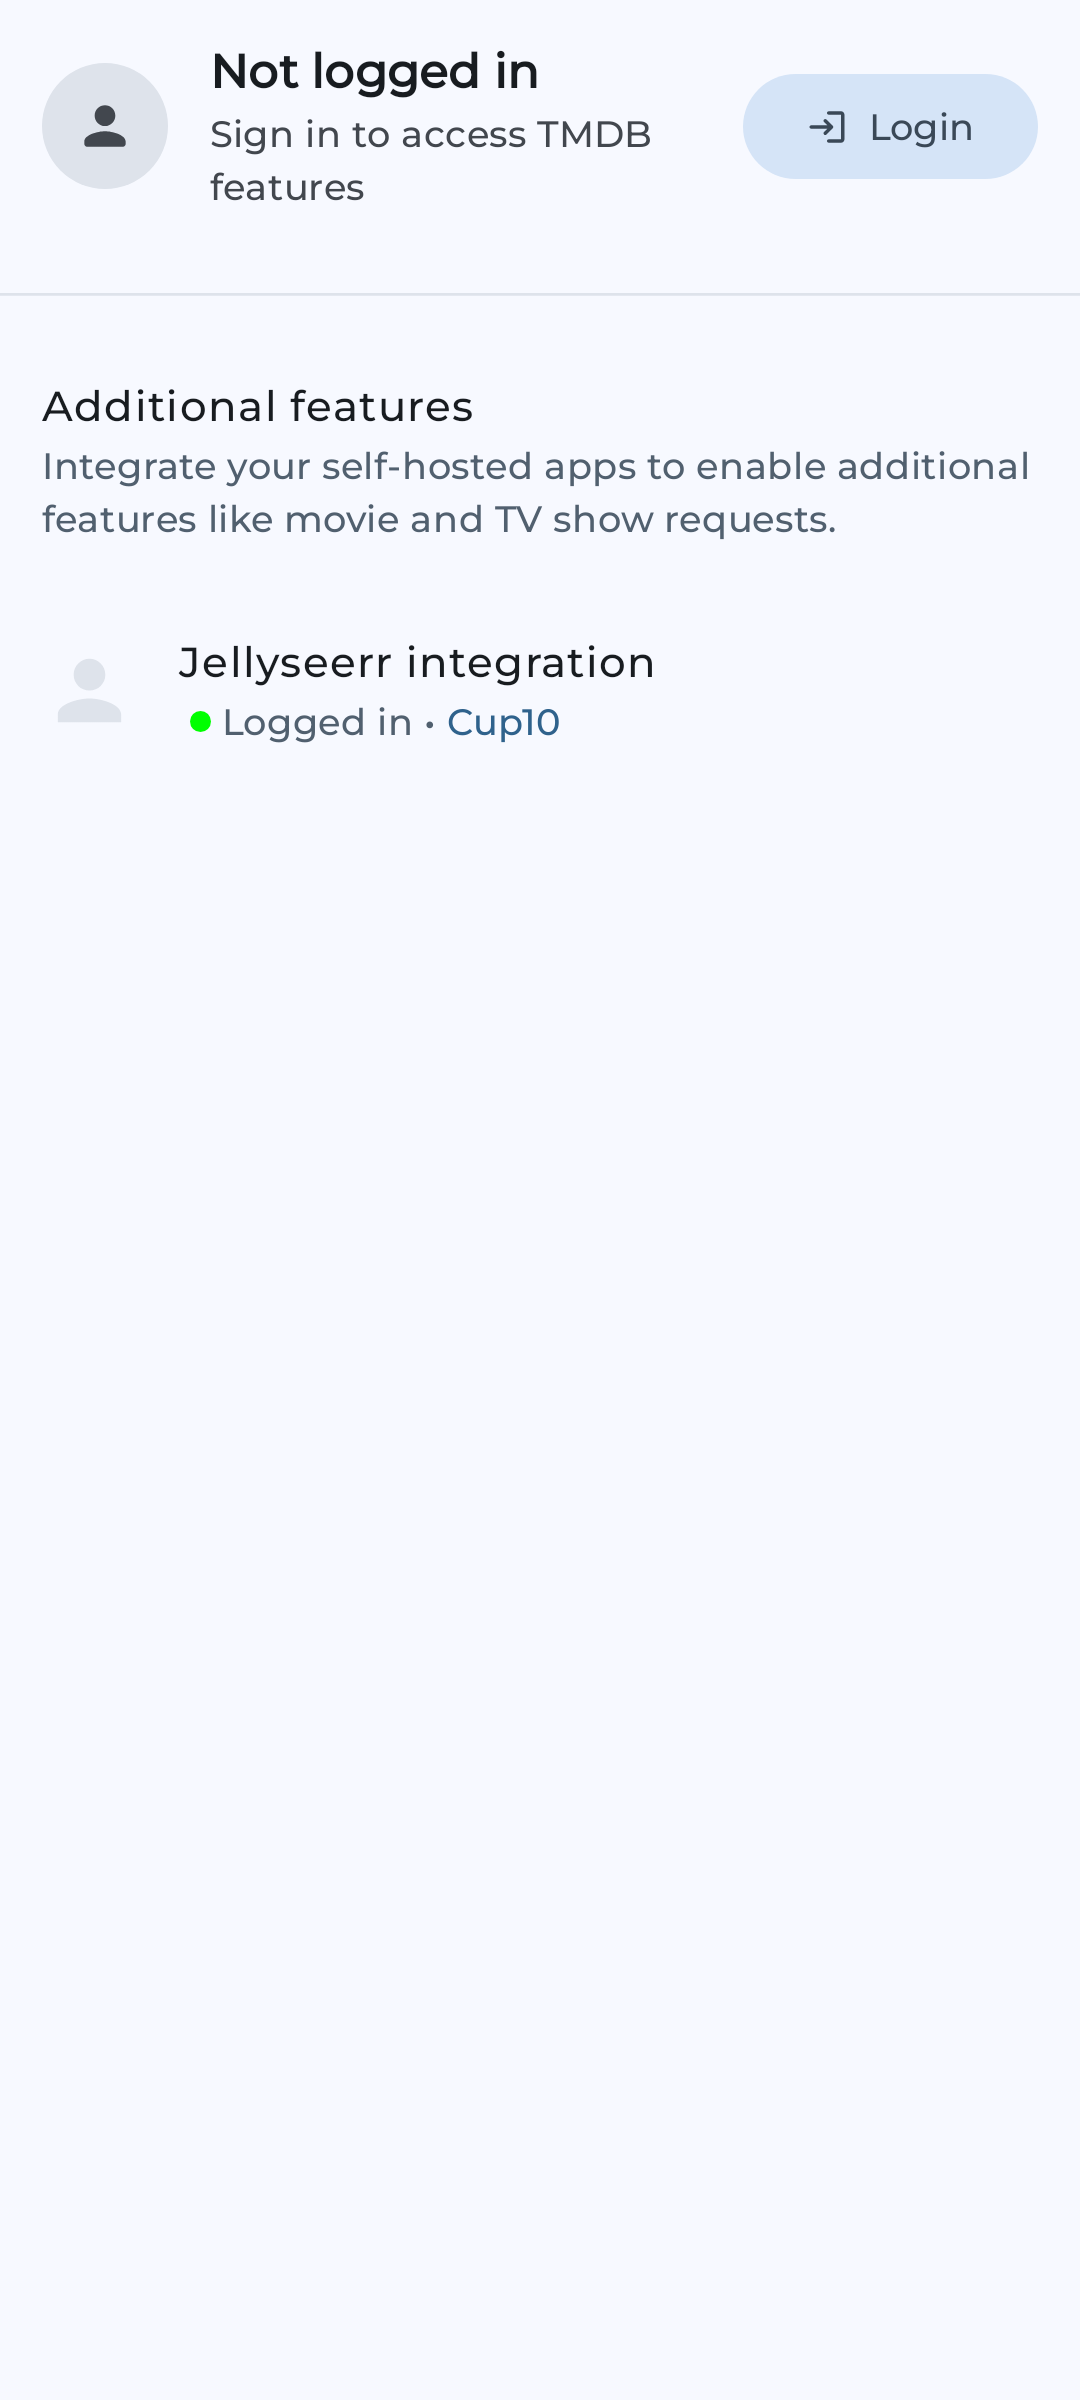 Not logged in
Sign in to access TMDB
features
Login
Additional features
Integrate your self-hosted apps to enable additional
features like movie and TV show requests.
Jellyseerr integration
Logged in • Cup10